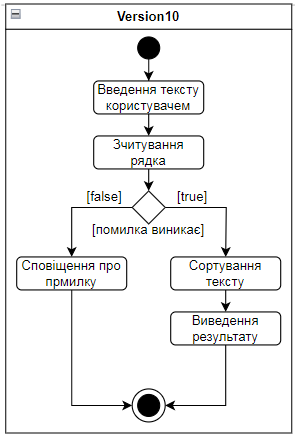 Version10
Введення тексту
користувачем
Зчитування
рядка
[false]
[true]
[помилка виникає]
Сповіщення про
прмилку
Сортування
тексту
Виведення
результату